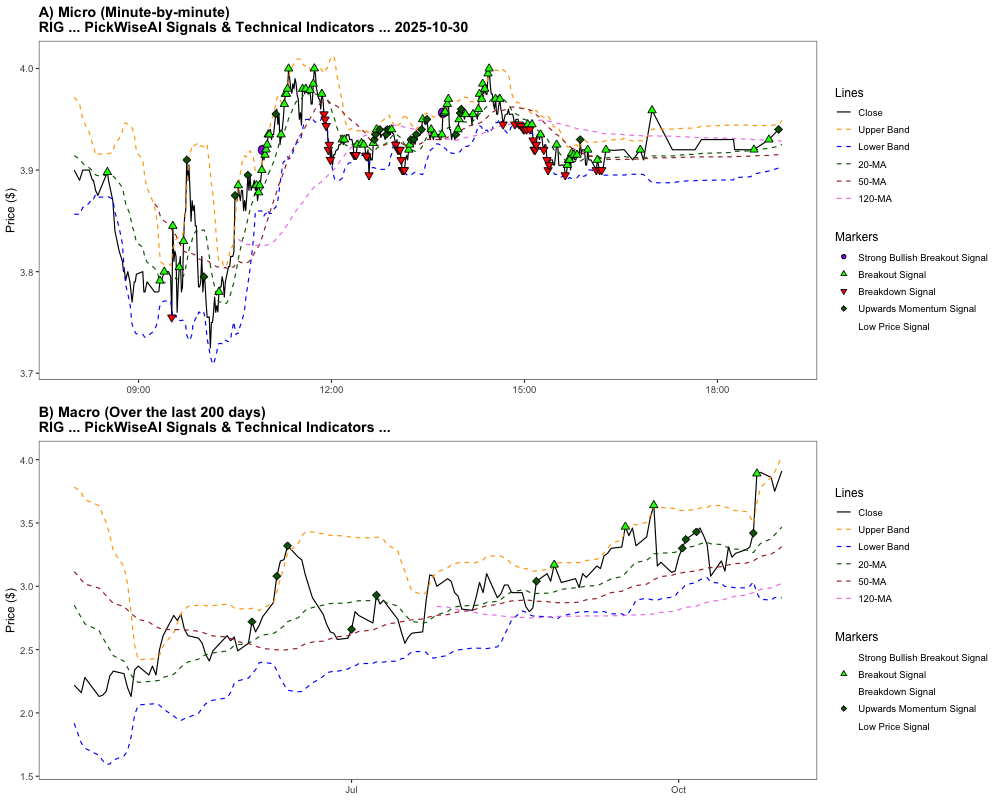 A) Micro (Minute-by-minute)
RIG ... PickWiseAI Signals & Technical Indicators ... 2025-10-30
Price ($)
4.0
3.9
3.8
3.7
09:00
12:00
15:00
18:00
Lines
Close
Upper Band
Lower Band
20-MA
50-MA
120-MA
Markers
Strong Bullish Breakout Signal
Breakout Signal
Breakdown Signal
Upwards Momentum Signal
Low Price Signal
B) Macro (Over the last 200 days)
RIG ... PickWiseAI Signals & Technical Indicators ...
Price ($)
4.0
3.5
3.0
2.5
2.0
1.5
Jul
Oct
Lines
Close
Upper Band
Lower Band
20-MA
50-MA
120-MA
Markers
Strong Bullish Breakout Signal
Breakout Signal
Breakdown Signal
Upwards Momentum Signal
Low Price Signal